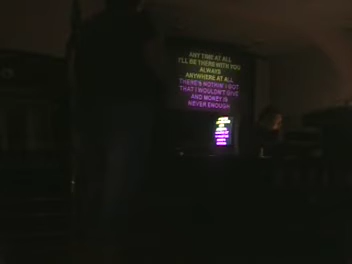 ANY TIME AT ALL
I'LL BE THERE WITH YOU
ALWAYS
ANYWHERE AT ALL
THERE'S NOTHIN' I GOT
THAT I WOULDN'T GIVE
AND MONEY IS
NEVER ENOUGH